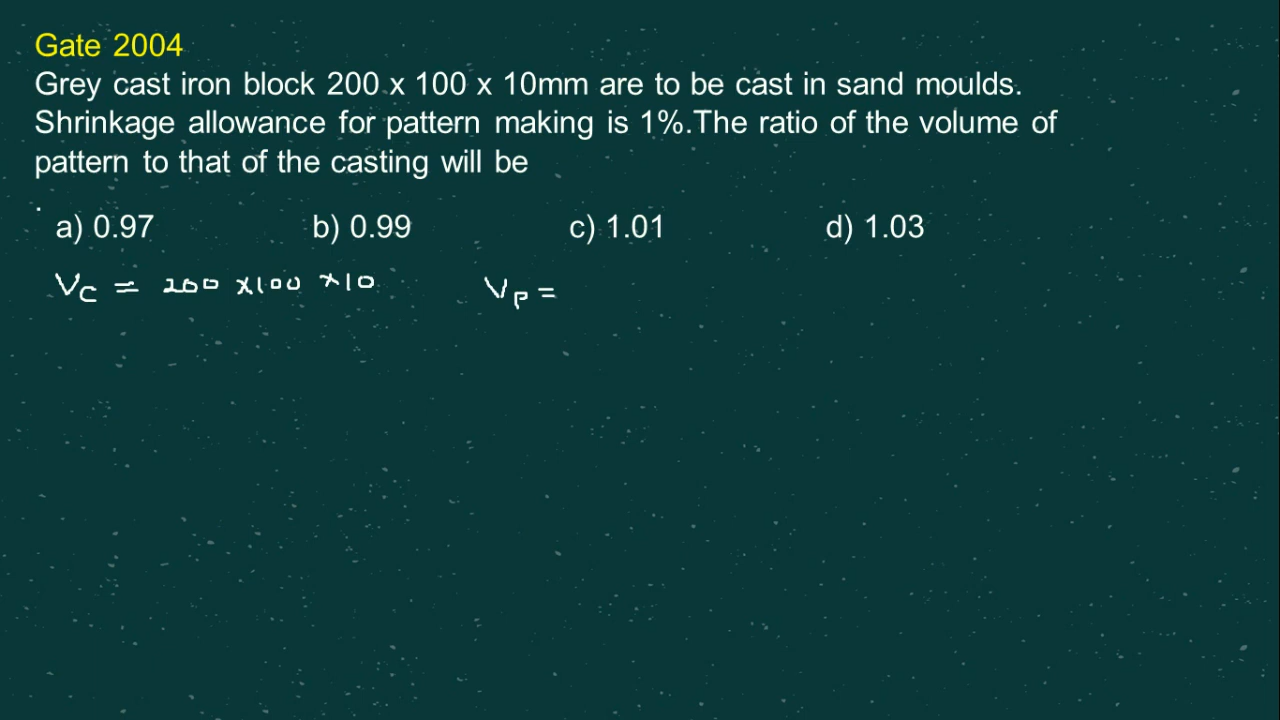 Gate 2004
Grey cast iron block 200 x 100 x 10mm are to be cast in sand moulds.
Shrinkage allowance for pattern making is 1%.The ratio of the volume of
pattern to that of the casting will be
.
a) 0.97 b) 0.99 c) 1.01 d) 1.03
Vc = 200 x100 x10 Vp =